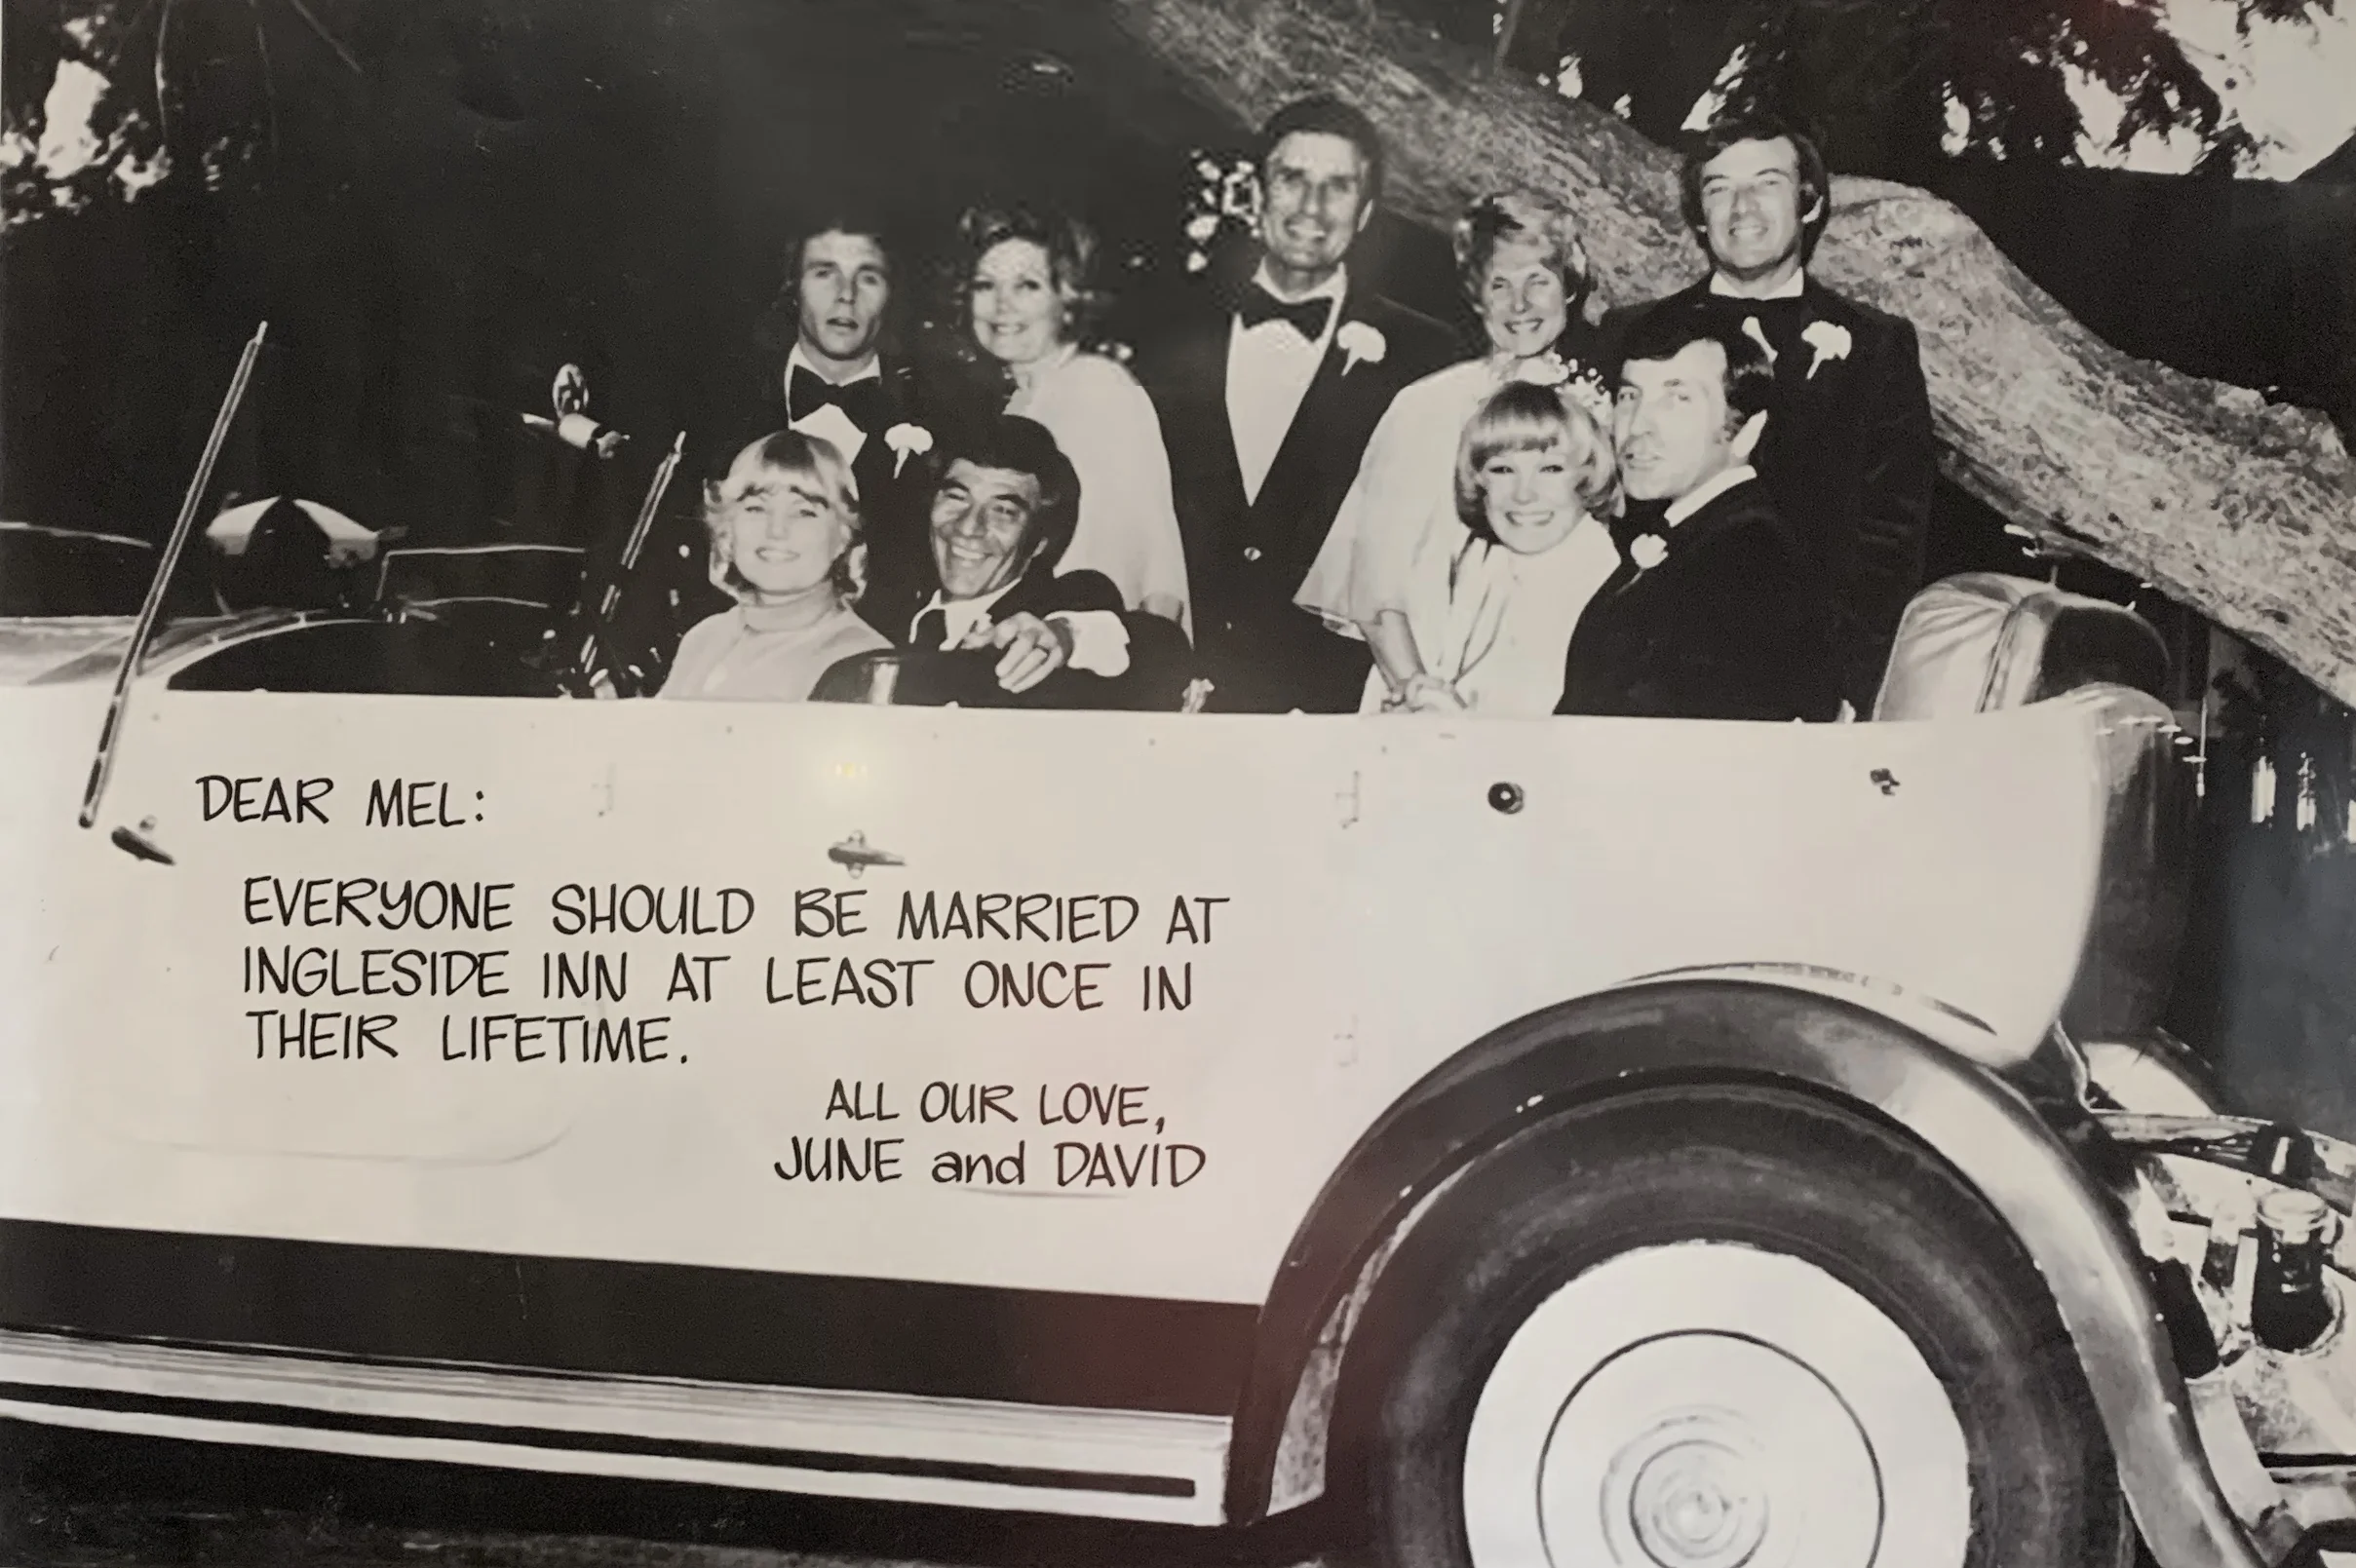 DEAR MEL:
EVERYONE SHOULD BE MARRIED AT
INGLESIDE INN AT LEAST ONCE IN
THEIR LIFETIME.
ALL OUR LOVE,
JUNE and DAVID